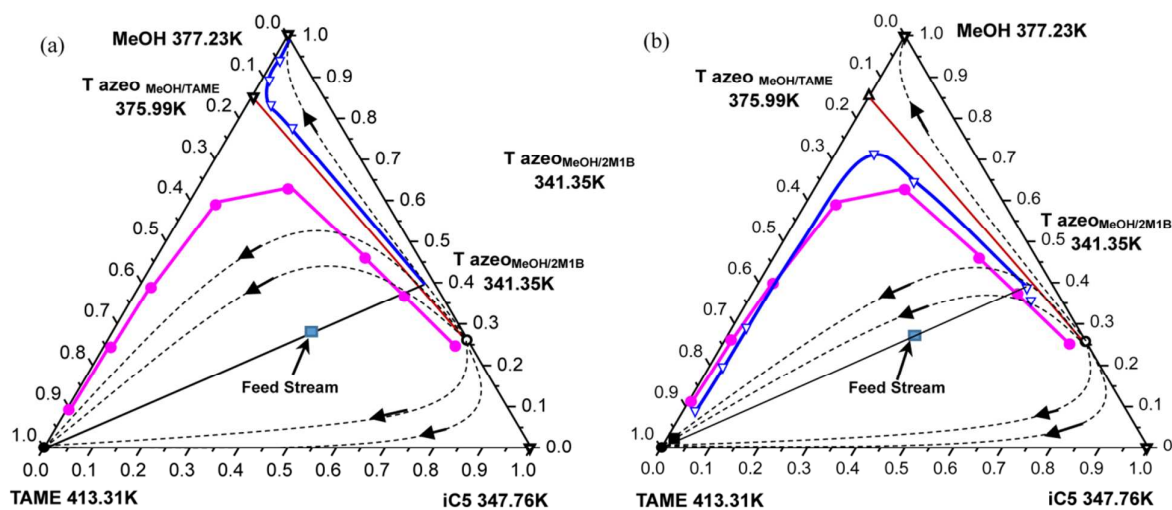 (a)
MeOH 377.23K
T azeo MeOH/TAME
375.99K
0.0
0.1
0.2
0.3
0.4
0.5
0.6
0.7
0.8
0.9
1.0
1.0
0.9
0.8
0.7
0.6
0.5
0.4
0.3
0.2
0.1
0.0
T azeoMeOH/2M1B
341.35K
T azeoMeOH/2M1B
341.35K
Feed Stream
0.0 0.1 0.2 0.3 0.4 0.5 0.6 0.7 0.8 0.9 1.0
TAME 413.31K
iC5 347.76K
(b)
MeOH 377.23K
T azeo MeOH/TAME
375.99K
0.0
0.1
0.2
0.3
0.4
0.5
0.6
0.7
0.8
0.9
1.0
1.0
0.9
0.8
0.7
0.6
0.5
0.4
0.3
0.2
0.1
0.0
T azeoMeOH/2M1B
341.35K
Feed Stream
0.0 0.1 0.2 0.3 0.4 0.5 0.6 0.7 0.8 0.9 1.0
TAME 413.31K
iC5 347.76K